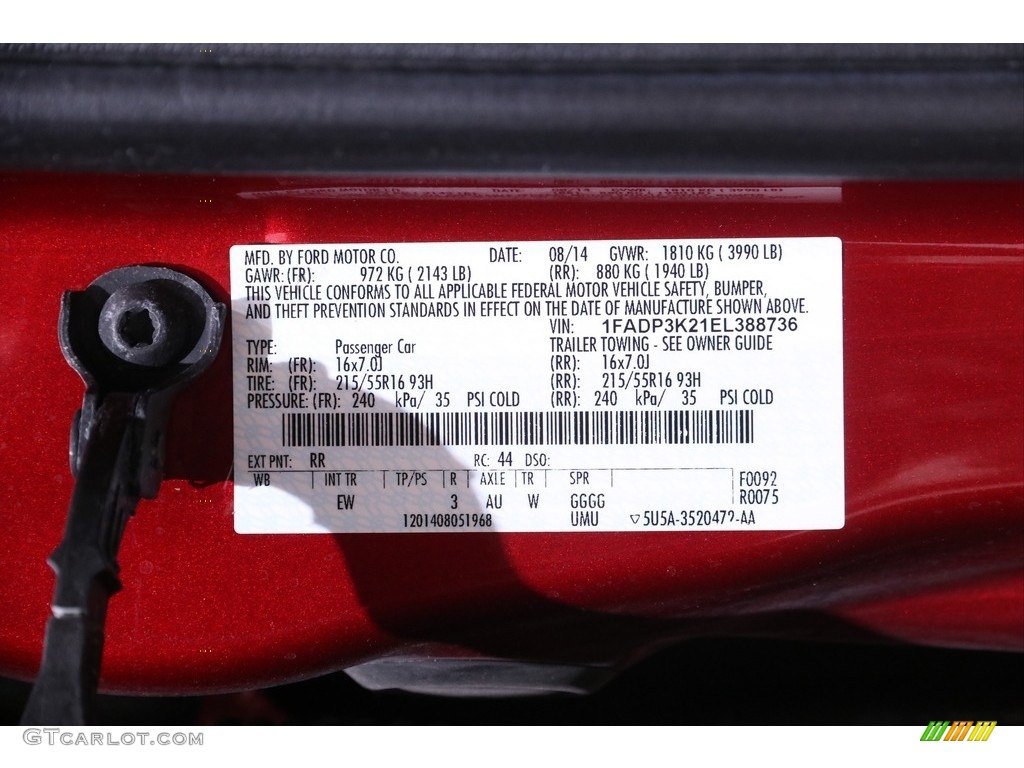 MFD. BY FORD MOTOR CO. DATE: 08/14 GVWR: 1810 KG ( 3990 LB)
GAWR: (FR): 972 KG ( 2143 LB) (RR): 880 KG ( 1940 LB)
THIS VEHICLE CONFORMS TO ALL APPLICABLE FEDERAL MOTOR VEHICLE SAFETY, BUMPER,
AND THEFT PREVENTION STANDARDS IN EFFECT ON THE DATE OF MANUFACTURE SHOWN ABOVE.
VIN: 1FADP3K21EL388736
TYPE: Passenger Car TRAILER TOWING - SEE OWNER GUIDE
RIM: (FR): 16x7.0J (RR): 16x7.0J
TIRE: (FR): 215/55R16 93H (RR): 215/55R16 93H
PRESSURE: (FR): 240 kPa/ 35 PSI COLD (RR): 240 kPa/ 35 PSI COLD
EXT PNT: RR RC: 44 DSO:
WB INT TR TP/PS R AXLE TR SPR F0092
EW 3 AU W GGGG R0075
1201408051968 UMU ▽5U5A-3520472-AA
GTCARLOT.COM